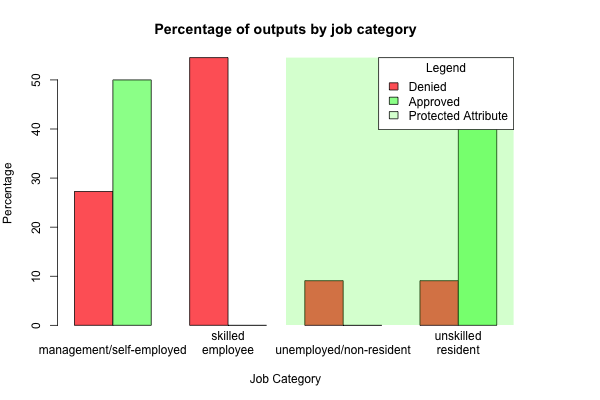 Percentage of outputs by job category
Legend
Denied
Approved
Protected Attribute
Percentage
50
40
30
20
10
0
management/self-employed
skilled
employee
unemployed/non-resident
unskilled
resident
Job Category